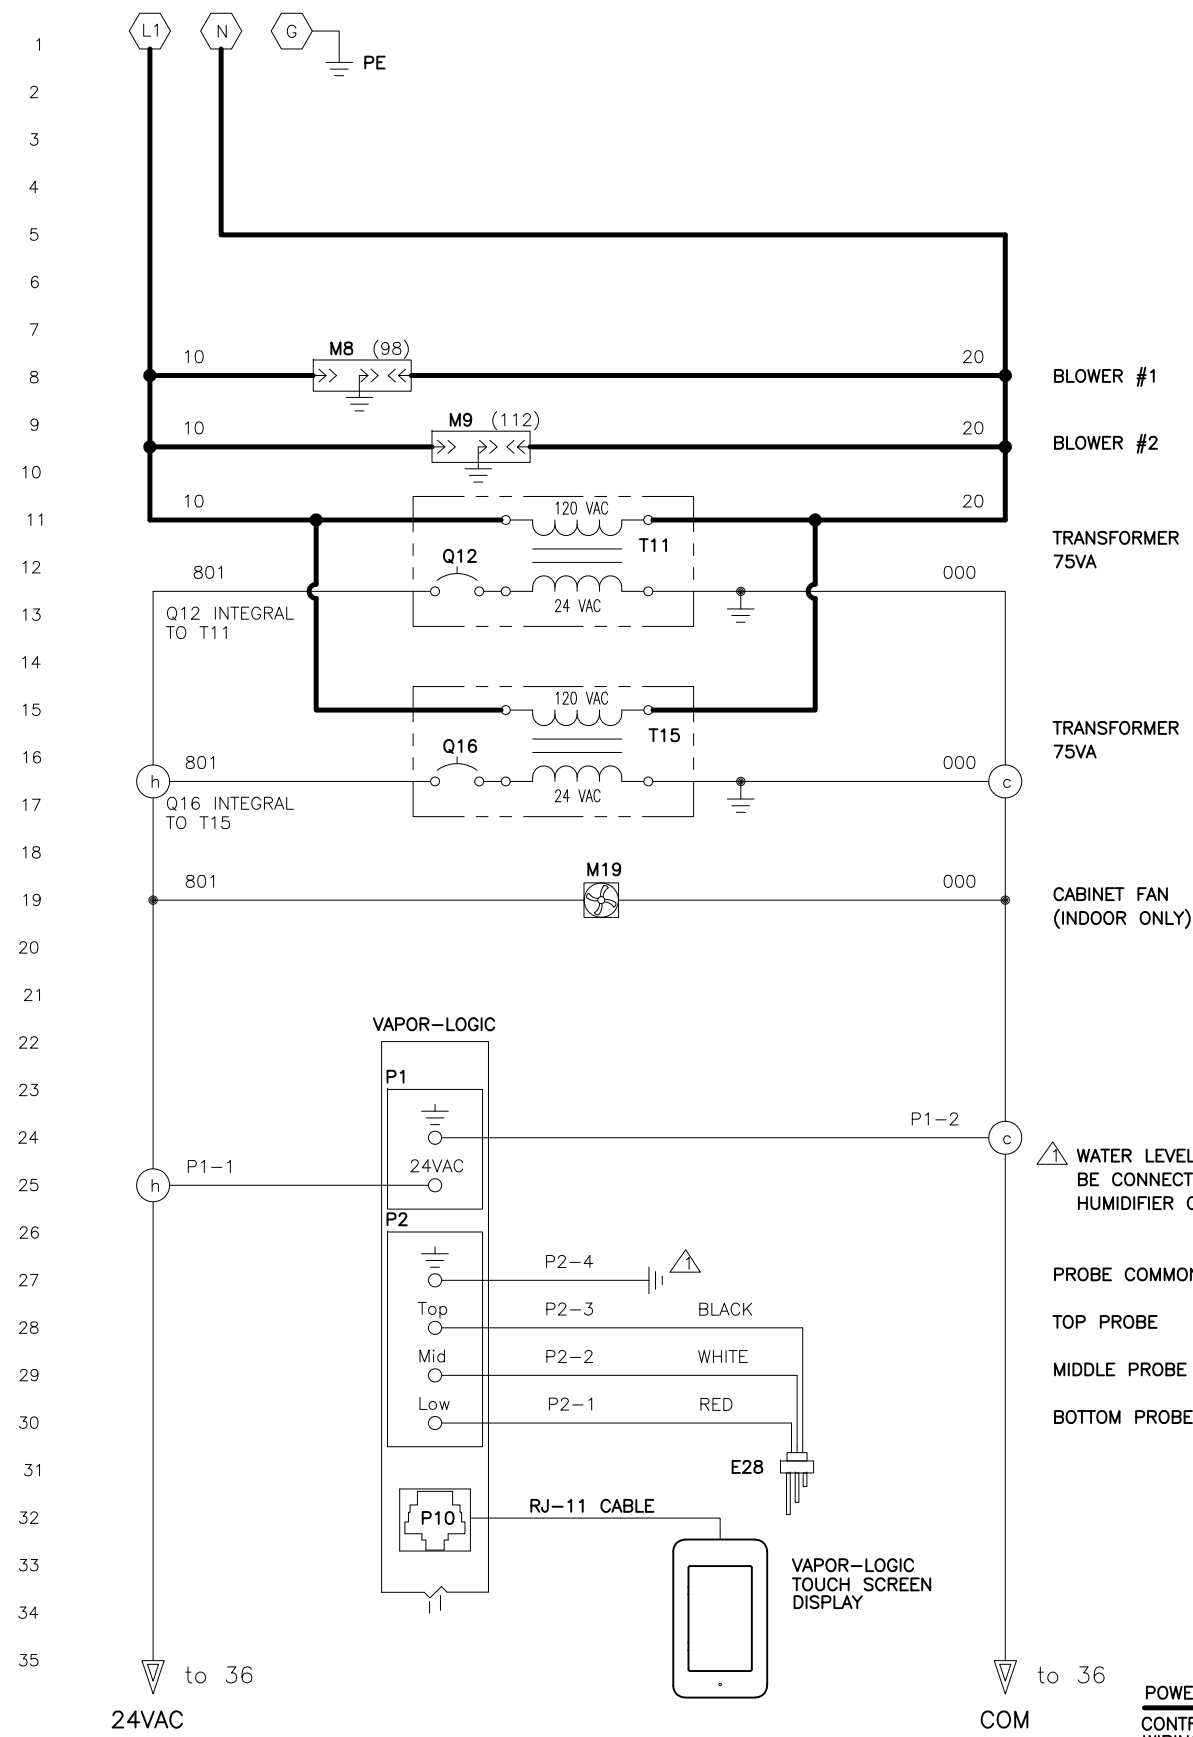 L1 N G
1
PE
2
3
4
5
6
7
M8 (98)
10 20
8 BLOWER #1
9 M9 (112)
10 20
BLOWER #2
10
10 120 VAC 20
11
T11 TRANSFORMER
12 Q12 75VA
801 000
24 VAC
13 Q12 INTEGRAL
TO T11
14
120 VAC
15
T15 TRANSFORMER
16 Q16 75VA
801 000
h c
24 VAC
17 Q16 INTEGRAL
TO T15
18
M19
801 000
19 CABINET FAN
(INDOOR ONLY)
20
21
VAPOR-LOGIC
22
P1
23
P1-2
24 c
1 WATER LEVEL
P1-1 24VAC
25 h BE CONNECT
HUMIDIFIER
P2
26
P2-4 1
27 PROBE COMMON
Top P2-3 BLACK
28 TOP PROBE
Mid P2-2 WHITE
29 MIDDLE PROBE
Low P2-1 RED
30 BOTTOM PROBE
31 E28
RJ-11 CABLE
32 P10
33 VAPOR-LOGIC
TOUCH SCREEN
DISPLAY
34
35
to 36 to 36
24VAC COM